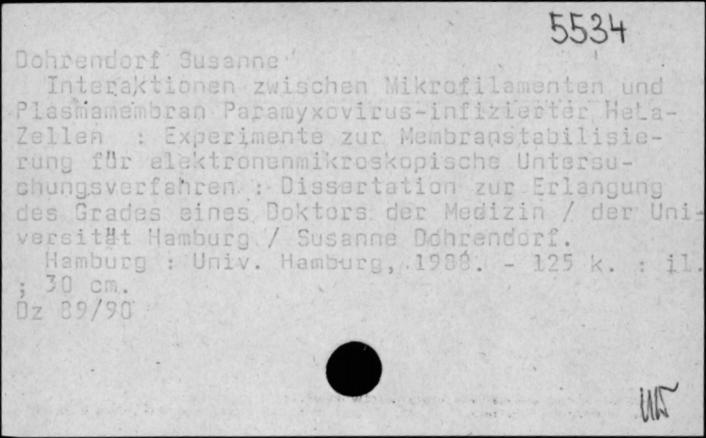 5534
Dohrendorf Susanne
Interaktionen zwischen Mikrofilamenten und
Plasmamembran Paramyxovirus-infizierter HeLa-
Zellen : Experimente zur Membranstabilisie-
rung für elektronenmikroskopische Untersu-
chungsverfahren : Dissertation zur Erlangung
des Grades eines Doktors der Medizin / der Uni-
versität Hamburg / Susanne Dohrendorf.
Hamburg : Univ. Hamburg, 1988. - 125 k. : il.
; 30 cm.
Dz 89/90